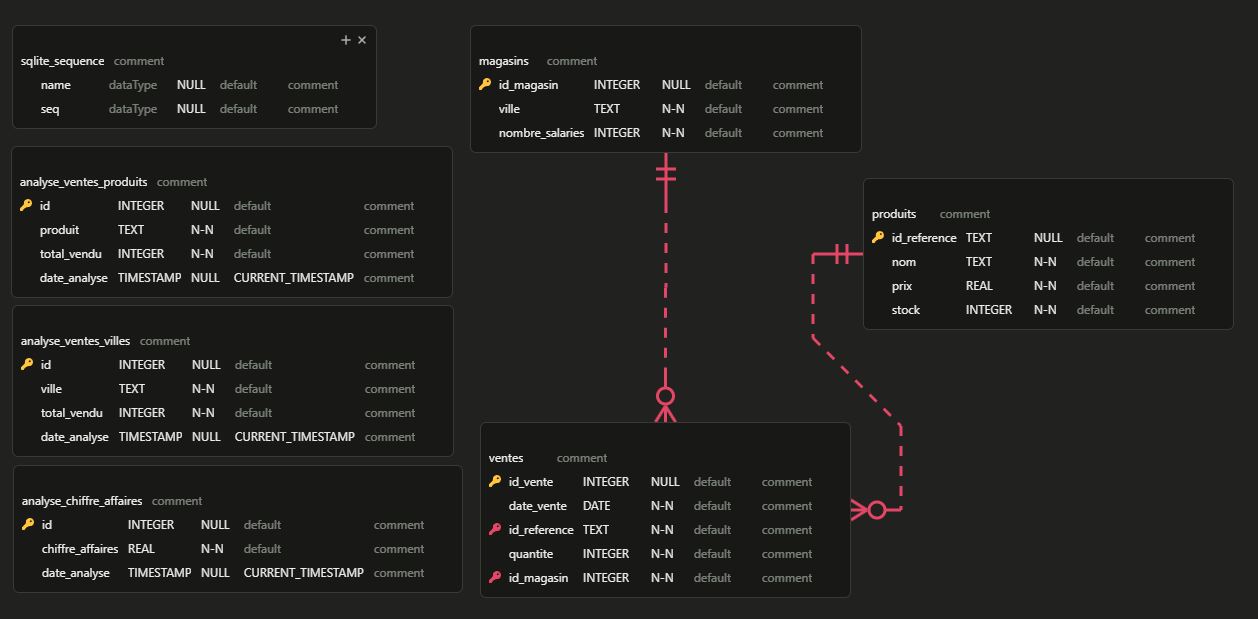 sqlite_sequence comment
name dataType NULL default comment
seq dataType NULL default comment
analyse_ventes_produits comment
id INTEGER NULL default comment
produit TEXT N-N default comment
total_vendu INTEGER N-N default comment
date_analyse TIMESTAMP NULL CURRENT_TIMESTAMP comment
analyse_ventes_villes comment
id INTEGER NULL default comment
ville TEXT N-N default comment
total_vendu INTEGER N-N default comment
date_analyse TIMESTAMP NULL CURRENT_TIMESTAMP comment
analyse_chiffre_affaires comment
id INTEGER NULL default comment
chiffre_affaires REAL N-N default comment
date_analyse TIMESTAMP NULL CURRENT_TIMESTAMP comment
magasins comment
id_magasin INTEGER NULL default comment
ville TEXT N-N default comment
nombre_salaries INTEGER N-N default comment
produits comment
id_reference TEXT NULL default comment
nom TEXT N-N default comment
prix REAL N-N default comment
stock INTEGER N-N default comment
ventes comment
id_vente INTEGER NULL default comment
date_vente DATE N-N default comment
id_reference TEXT N-N default comment
quantite INTEGER N-N default comment
id_magasin INTEGER N-N default comment